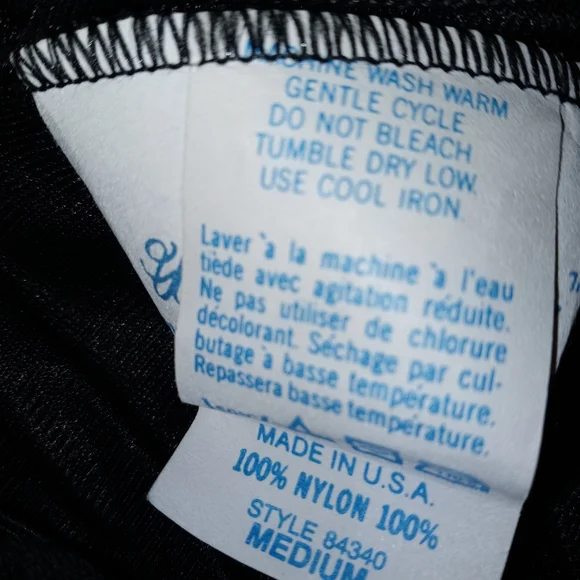 MACHINE WASH WARM
GENTLE CYCLE
DO NOT BLEACH
TUMBLE DRY LOW
USE COOL IRON.
Laver à la machine à l'eau
tiède avec agitation réduite.
Ne pas utiliser de chlorure
décolorant. Séchage par cul-
butage à basse température.
Repassera basse température.
MADE IN U.S.A.
100% NYLON 100%
STYLE 84340
MEDIUM